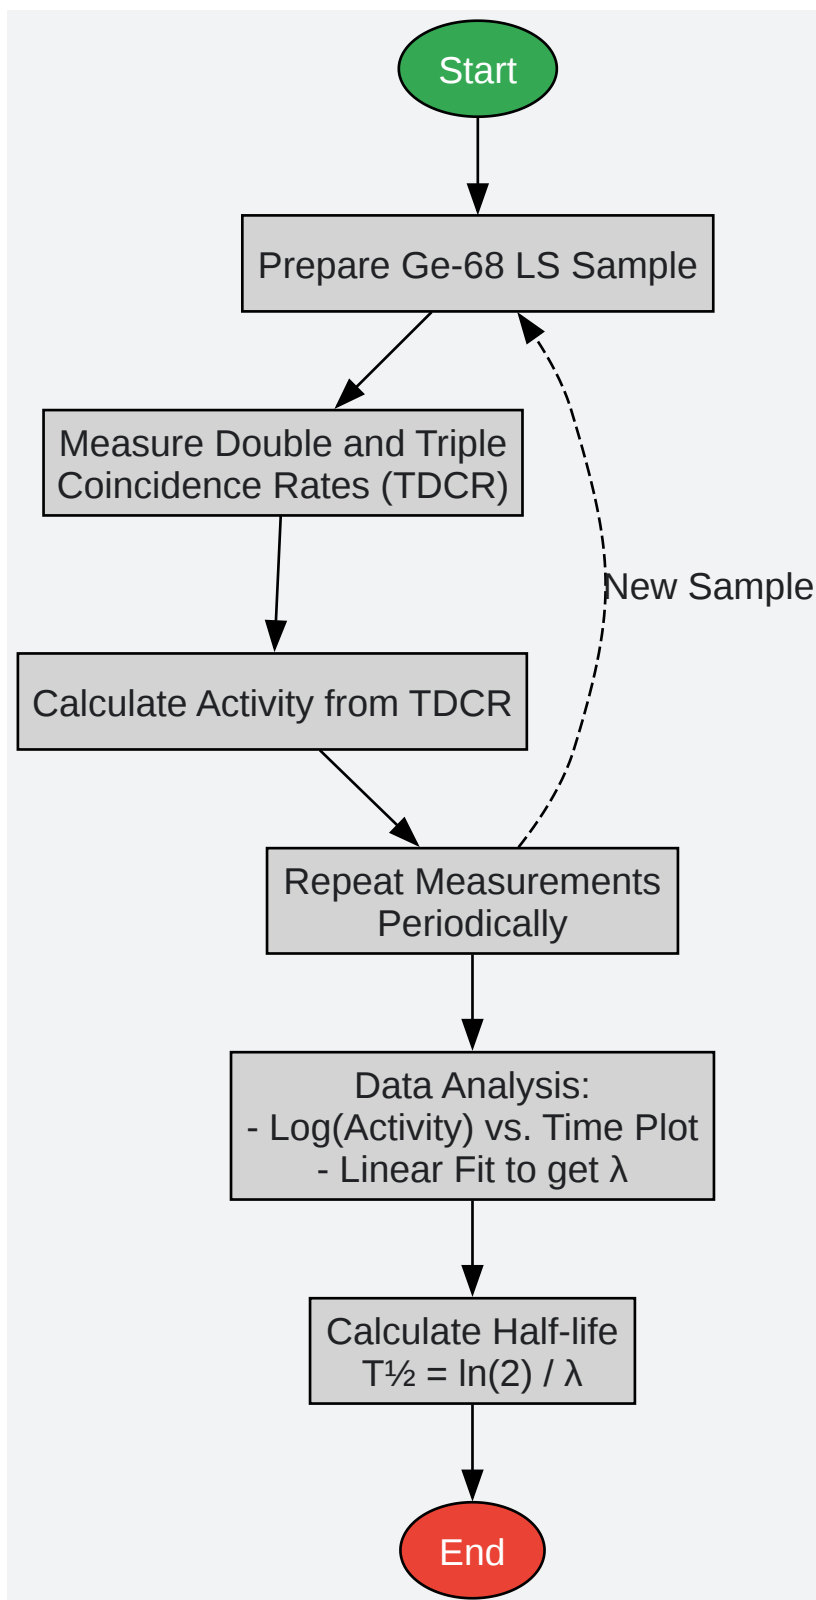 Start
Prepare Ge-68 LS Sample
Measure Double and Triple
Coincidence Rates (TDCR)
New Sample
Calculate Activity from TDCR
Repeat Measurements
Periodically
Data Analysis:
- Log(Activity) vs. Time Plot
- Linear Fit to get λ
Calculate Half-life
T½ = ln(2) / λ
End